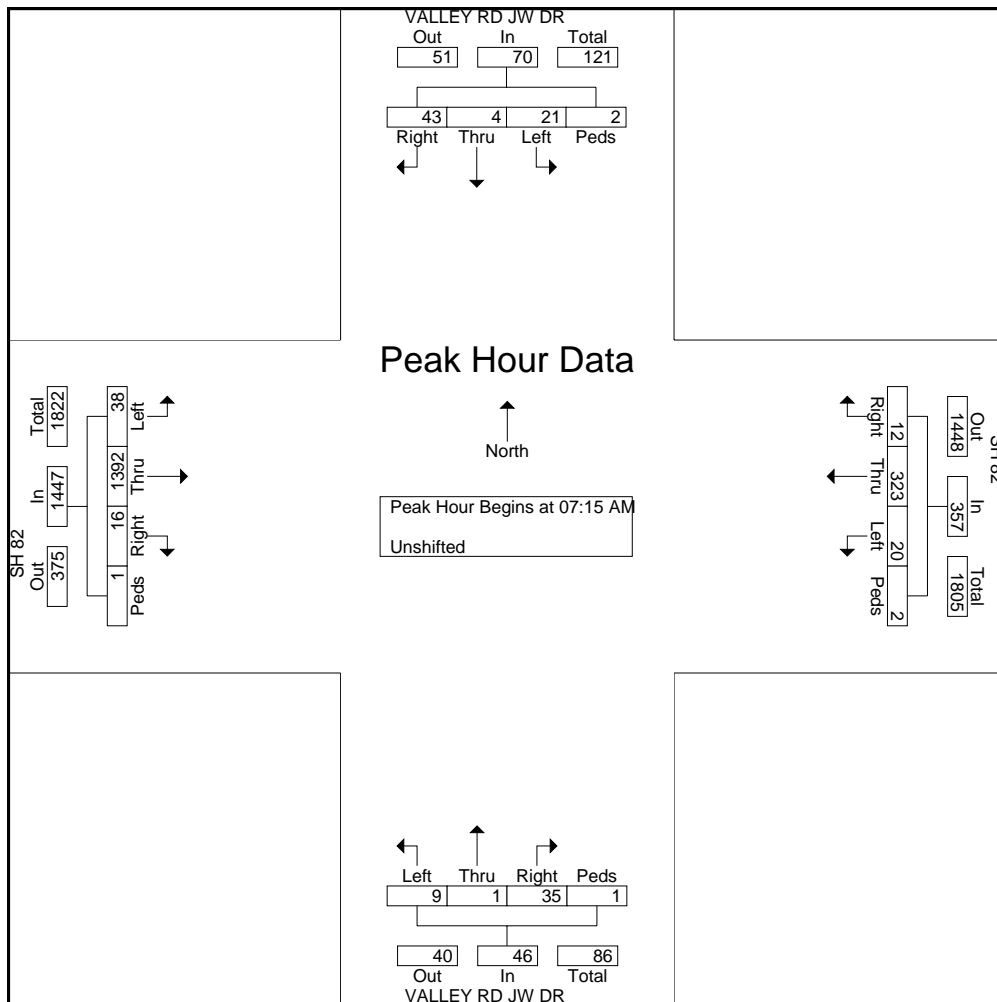 VALLEY RD JW DR
Out In Total
51 70 121
43 4 21 2
Right Thru Left Peds
Peak Hour Data
North
Peak Hour Begins at 07:15 AM
Unshifted
SH 82
Out In Total
375 1447 1822
Left Thru Right Peds
38 1392 16 1
SH 82
Out In Total
1448 357 1805
Right Thru Left Peds
12 323 20 2
Left Thru Right Peds
9 1 35 1
40 46 86
Out In Total
VALLEY RD JW DR